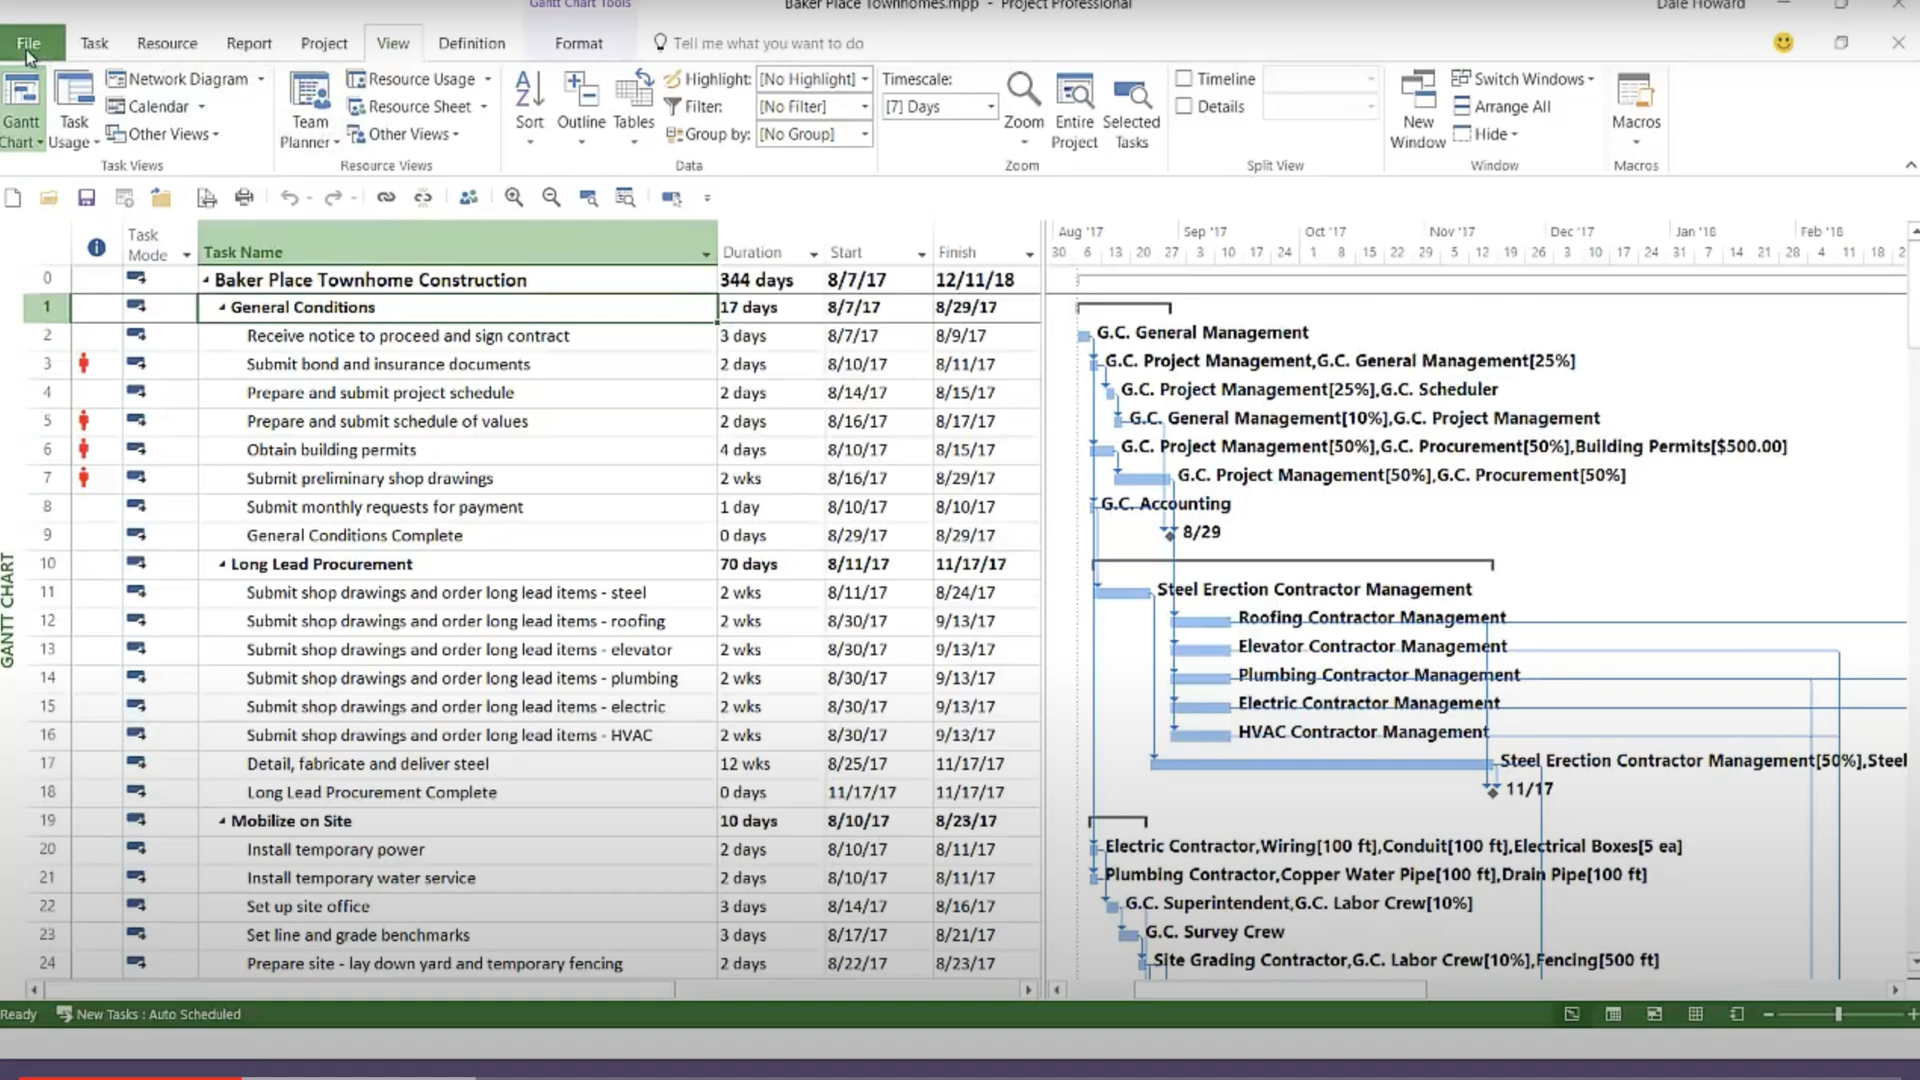 Gantt Chart Tools
Baker Place Townhomes.mpp - Project Professional
Dale Howard
File Task Resource Report Project View Definition Format Tell me what you want to do
Network Diagram Resource Usage Highlight: [No Highlight] Timescale: Timeline Switch Windows
Calendar Resource Sheet Filter: [No Filter] [7] Days Details Arrange All
Gantt Chart Task Usage Other Views Team Planner Other Views Sort Outline Tables Group by: [No Group] Zoom Entire Project Selected Tasks New Window Hide Macros
Task Views Resource Views Data Zoom Split View Window Macros
Task Mode Task Name Duration Start Finish
Aug '17 Sep '17 Oct '17 Nov '17 Dec '17 Jan '18 Feb '18
30 6 13 20 27 3 10 17 24 1 8 15 22 29 5 12 19 26 3 10 17 24 31 7 14 21 28 4 11 18
0 Baker Place Townhome Construction 344 days 8/7/17 12/11/18
1 General Conditions 17 days 8/7/17 8/29/17
2 Receive notice to proceed and sign contract 3 days 8/7/17 8/9/17 G.C. General Management
3 Submit bond and insurance documents 2 days 8/10/17 8/11/17 G.C. Project Management,G.C. General Management[25%]
4 Prepare and submit project schedule 2 days 8/14/17 8/15/17 G.C. Project Management[25%],G.C. Scheduler
5 Prepare and submit schedule of values 2 days 8/16/17 8/17/17 G.C. General Management[10%],G.C. Project Management
6 Obtain building permits 4 days 8/10/17 8/15/17 G.C. Project Management[50%],G.C. Procurement[50%],Building Permits[$500.00]
7 Submit preliminary shop drawings 2 wks 8/16/17 8/29/17 G.C. Project Management[50%],G.C. Procurement[50%]
8 Submit monthly requests for payment 1 day 8/10/17 8/10/17 G.C. Accounting
9 General Conditions Complete 0 days 8/29/17 8/29/17 8/29
10 Long Lead Procurement 70 days 8/11/17 11/17/17
11 Submit shop drawings and order long lead items - steel 2 wks 8/11/17 8/24/17 Steel Erection Contractor Management
12 Submit shop drawings and order long lead items - roofing 2 wks 8/30/17 9/13/17 Roofing Contractor Management
13 Submit shop drawings and order long lead items - elevator 2 wks 8/30/17 9/13/17 Elevator Contractor Management
14 Submit shop drawings and order long lead items - plumbing 2 wks 8/30/17 9/13/17 Plumbing Contractor Management
15 Submit shop drawings and order long lead items - electric 2 wks 8/30/17 9/13/17 Electric Contractor Management
16 Submit shop drawings and order long lead items - HVAC 2 wks 8/30/17 9/13/17 HVAC Contractor Management
17 Detail, fabricate and deliver steel 12 wks 8/25/17 11/17/17 Steel Erection Contractor Management[50%],Steel
18 Long Lead Procurement Complete 0 days 11/17/17 11/17/17 11/17
19 Mobilize on Site 10 days 8/10/17 8/23/17
20 Install temporary power 2 days 8/10/17 8/11/17 Electric Contractor,Wiring[100 ft],Conduit[100 ft],Electrical Boxes[5 ea]
21 Install temporary water service 2 days 8/10/17 8/11/17 Plumbing Contractor,Copper Water Pipe[100 ft],Drain Pipe[100 ft]
22 Set up site office 3 days 8/14/17 8/16/17 G.C. Superintendent,G.C. Labor Crew[10%]
23 Set line and grade benchmarks 3 days 8/17/17 8/21/17 G.C. Survey Crew
24 Prepare site - lay down yard and temporary fencing 2 days 8/22/17 8/23/17 Site Grading Contractor,G.C. Labor Crew[10%],Fencing[500 ft]
GANTT CHART
Ready New Tasks : Auto Scheduled